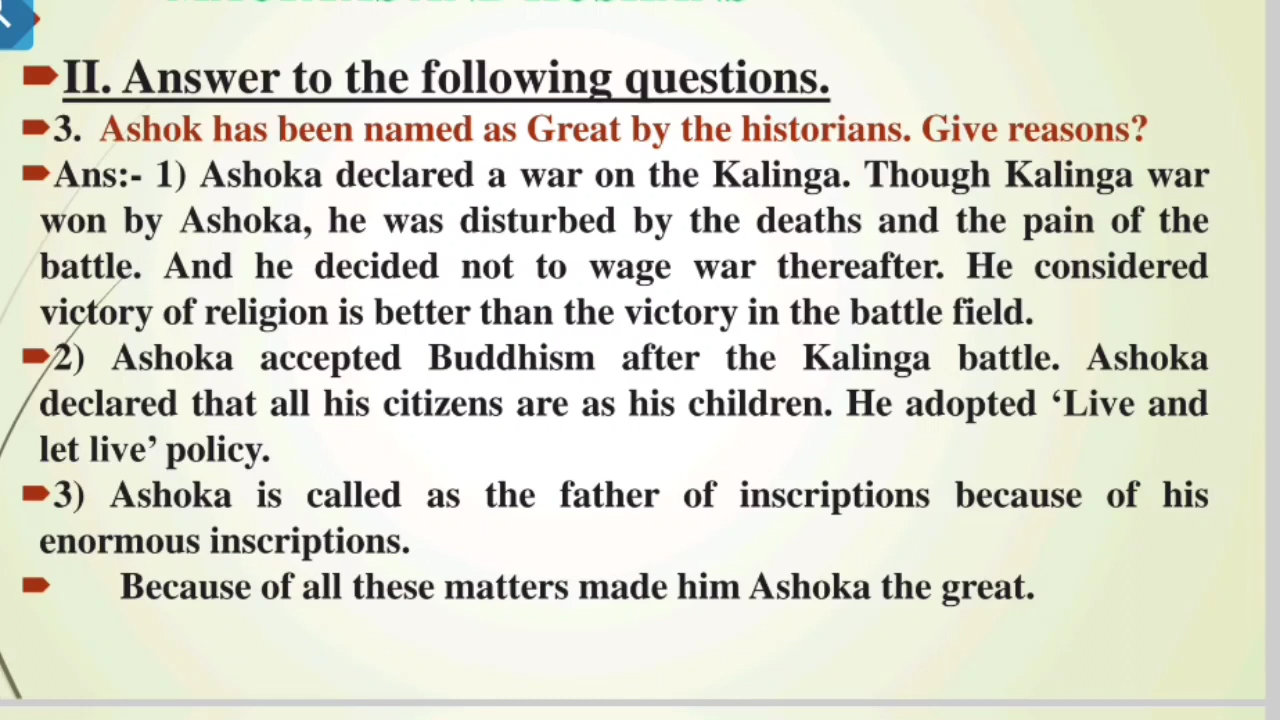 II. Answer to the following questions.
3. Ashok has been named as Great by the historians. Give reasons?
Ans:- 1) Ashoka declared a war on the Kalinga. Though Kalinga war
won by Ashoka, he was disturbed by the deaths and the pain of the
battle. And he decided not to wage war thereafter. He considered
victory of religion is better than the victory in the battle field.
2) Ashoka accepted Buddhism after the Kalinga battle. Ashoka
declared that all his citizens are as his children. He adopted ‘Live and
let live’ policy.
3) Ashoka is called as the father of inscriptions because of his
enormous inscriptions.
Because of all these matters made him Ashoka the great.